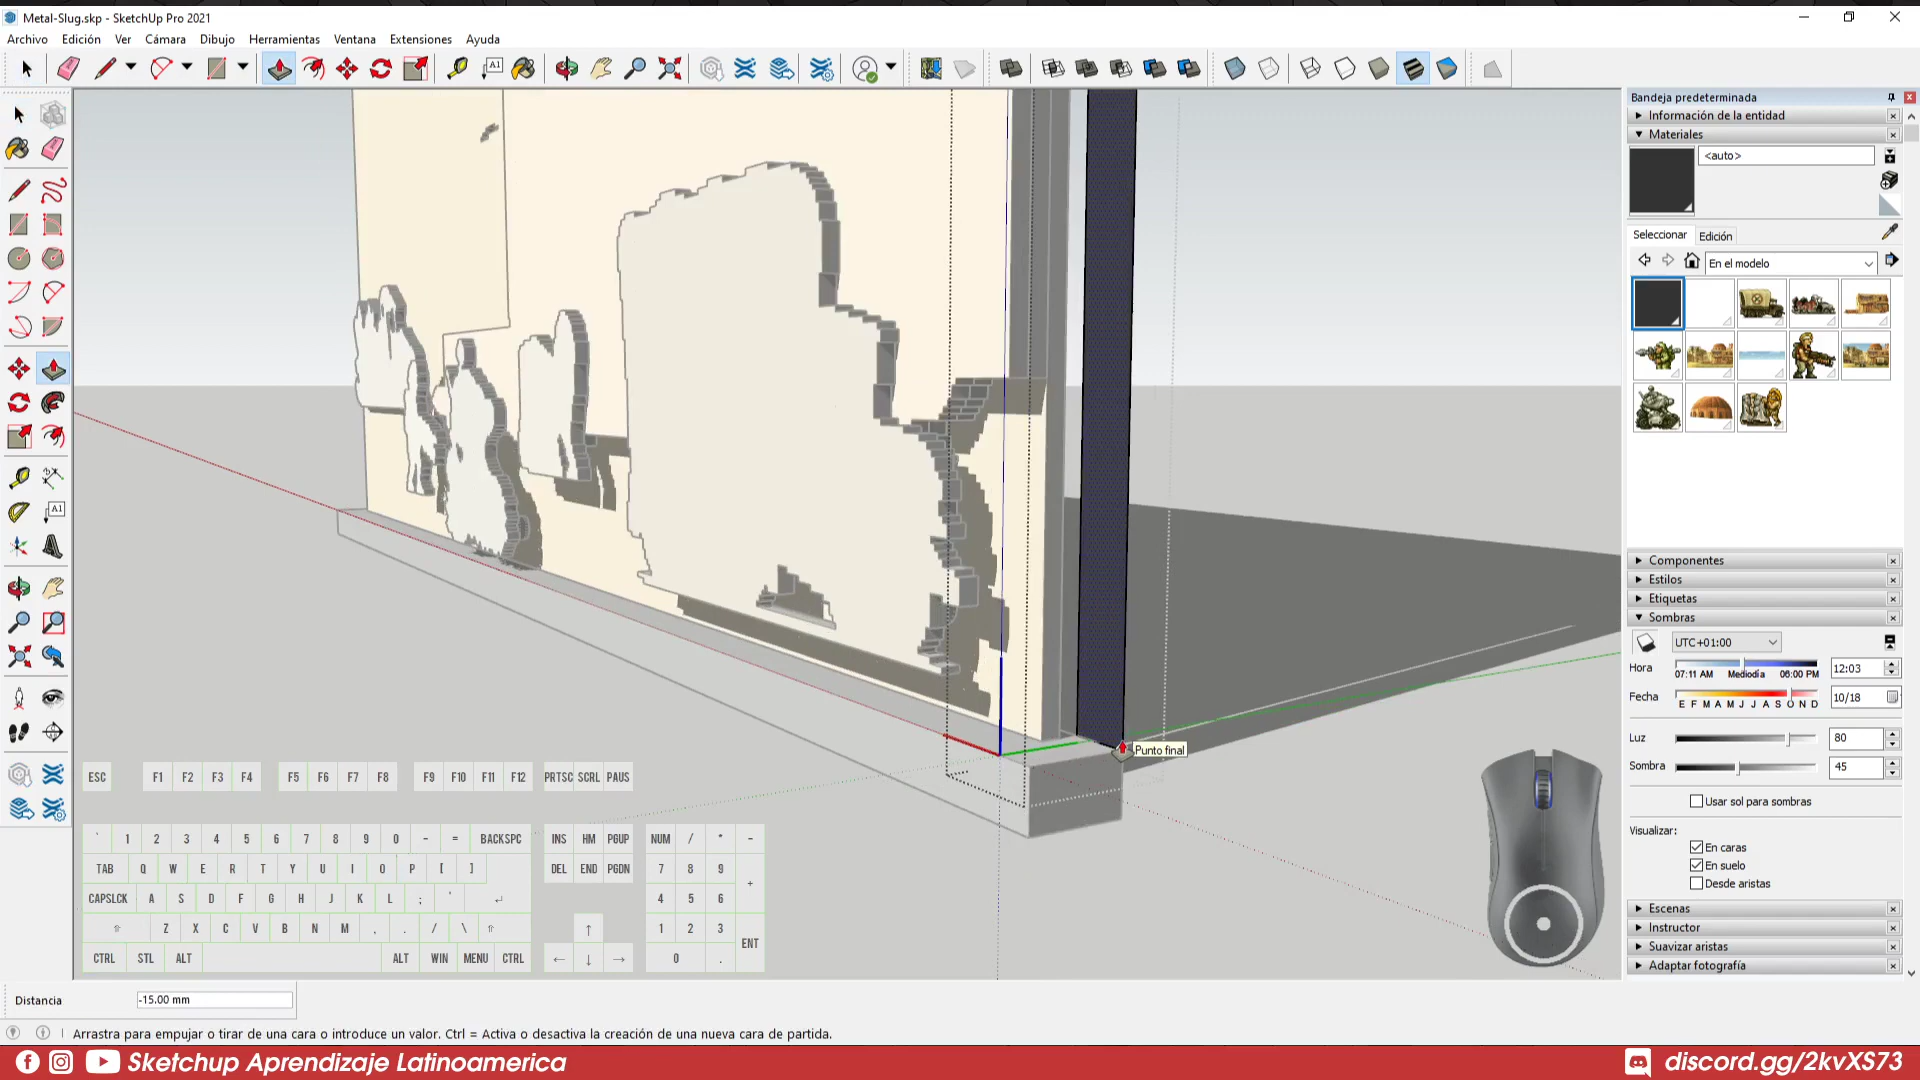 Metal-Slug.skp - SketchUp Pro 2021
Archivo Edición Ver Cámara Dibujo Herramientas Ventana Extensiones Ayuda
A1
Bandeja predeterminada
Información de la entidad
Materiales
<auto>
Seleccionar Edición
En el modelo
A1
Componentes
Estilos
Etiquetas
Sombras
UTC+01:00
Hora 07:11 AM Mediodía 06:00 PM 12:03
Fecha E F M A M J J A S O N D 10/18
Luz 80
Sombra 45
Usar sol para sombras
Visualizar:
En caras
En suelo
Desde aristas
Escenas
Instructor
Suavizar aristas
Adaptar fotografía
Punto final
ESC F1 F2 F3 F4 F5 F6 F7 F8 F9 F10 F11 F12 PRTSC SCRL PAUS
` 1 2 3 4 5 6 7 8 9 0 - = BACKSPC INS HM PGUP NUM / * -
TAB Q W E R T Y U I O P [ ] DEL END PGDN 7 8 9 +
CAPSLCK A S D F G H J K L ; ' ↵ 4 5 6
⇧ Z X C V B N M , . / \ ⇧ ↑ 1 2 3 ENT
CTRL STL ALT ALT WIN MENU CTRL ← ↓ → 0 .
Distancia -15.00 mm
Arrastra para empujar o tirar de una cara o introduce un valor. Ctrl = Activa o desactiva la creación de una nueva cara de partida.
Sketchup Aprendizaje Latinoamerica
discord.gg/2kvXS73